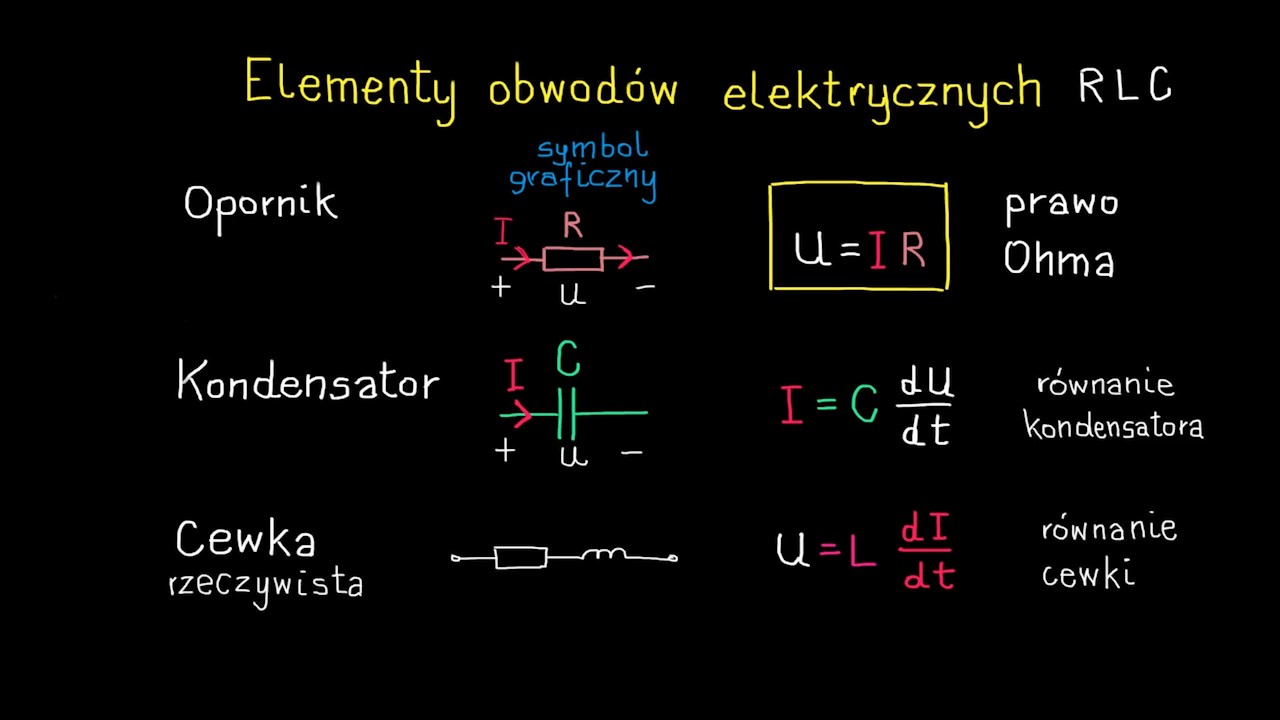 Elementy obwodów elektrycznych RLC
symbol
graficzny
Opornik
I R
+ u -
U = I R
prawo
Ohma
Kondensator
I C
+ u -
I = C dU/dt
równanie
kondensatora
Cewka
rzeczywista
U = L dI/dt
równanie
cewki